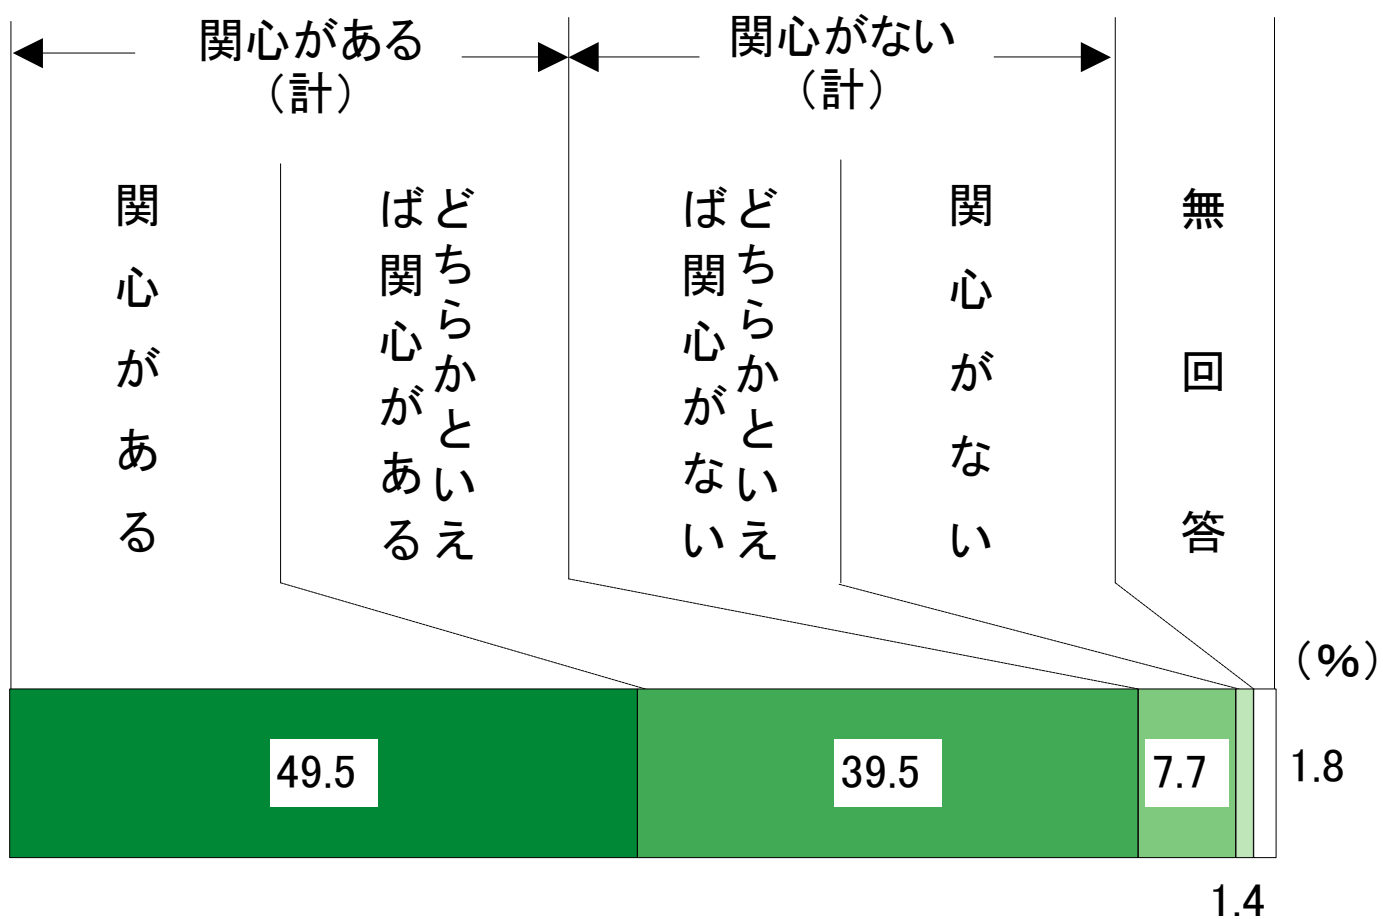 関心がある
（計）
関心がない
（計）
関心がある
どちらかといえ
ば関心がある
どちらかといえ
ば関心がない
関心がない
無回答
（％）
49.5
39.5
7.7
1.8
1.4